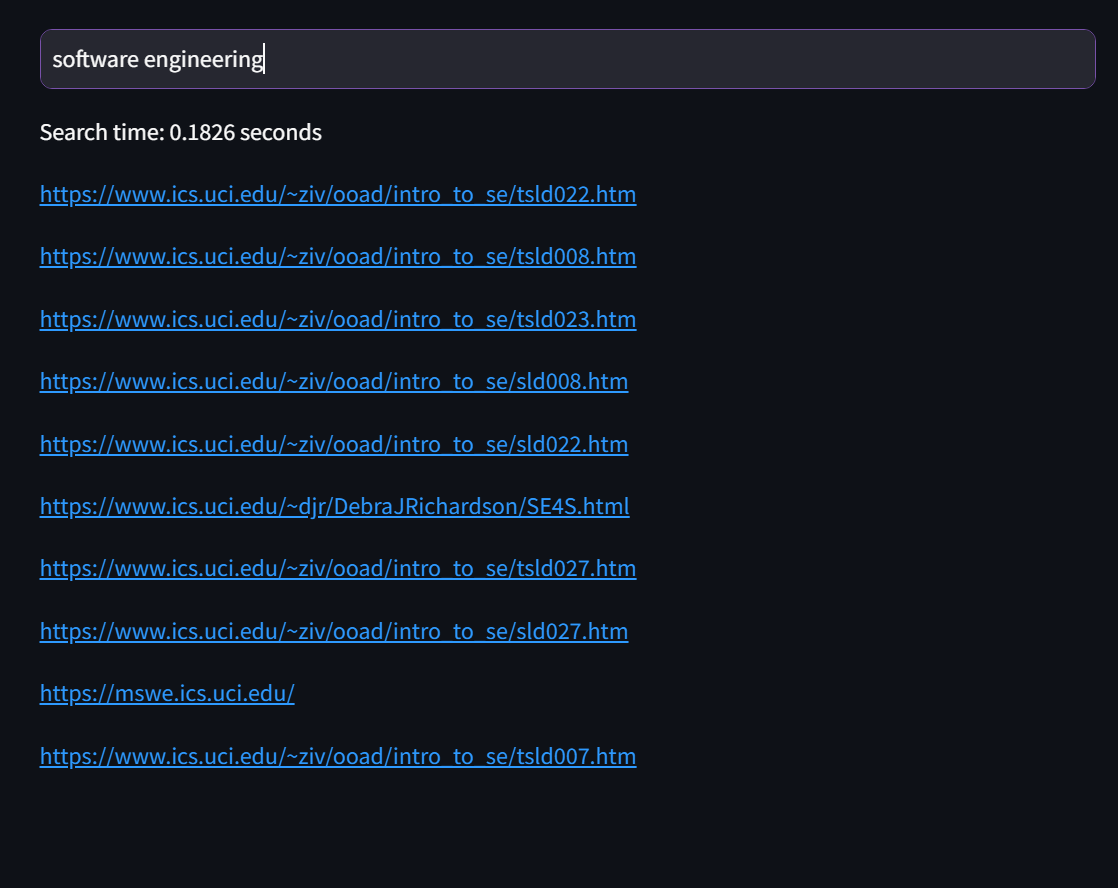 software engineering
Search time: 0.1826 seconds
https://www.ics.uci.edu/~ziv/ooad/intro_to_se/tsld022.htm
https://www.ics.uci.edu/~ziv/ooad/intro_to_se/tsld008.htm
https://www.ics.uci.edu/~ziv/ooad/intro_to_se/tsld023.htm
https://www.ics.uci.edu/~ziv/ooad/intro_to_se/sld008.htm
https://www.ics.uci.edu/~ziv/ooad/intro_to_se/sld022.htm
https://www.ics.uci.edu/~djr/DebraJRichardson/SE4S.html
https://www.ics.uci.edu/~ziv/ooad/intro_to_se/tsld027.htm
https://www.ics.uci.edu/~ziv/ooad/intro_to_se/sld027.htm
https://mswe.ics.uci.edu/
https://www.ics.uci.edu/~ziv/ooad/intro_to_se/tsld007.htm